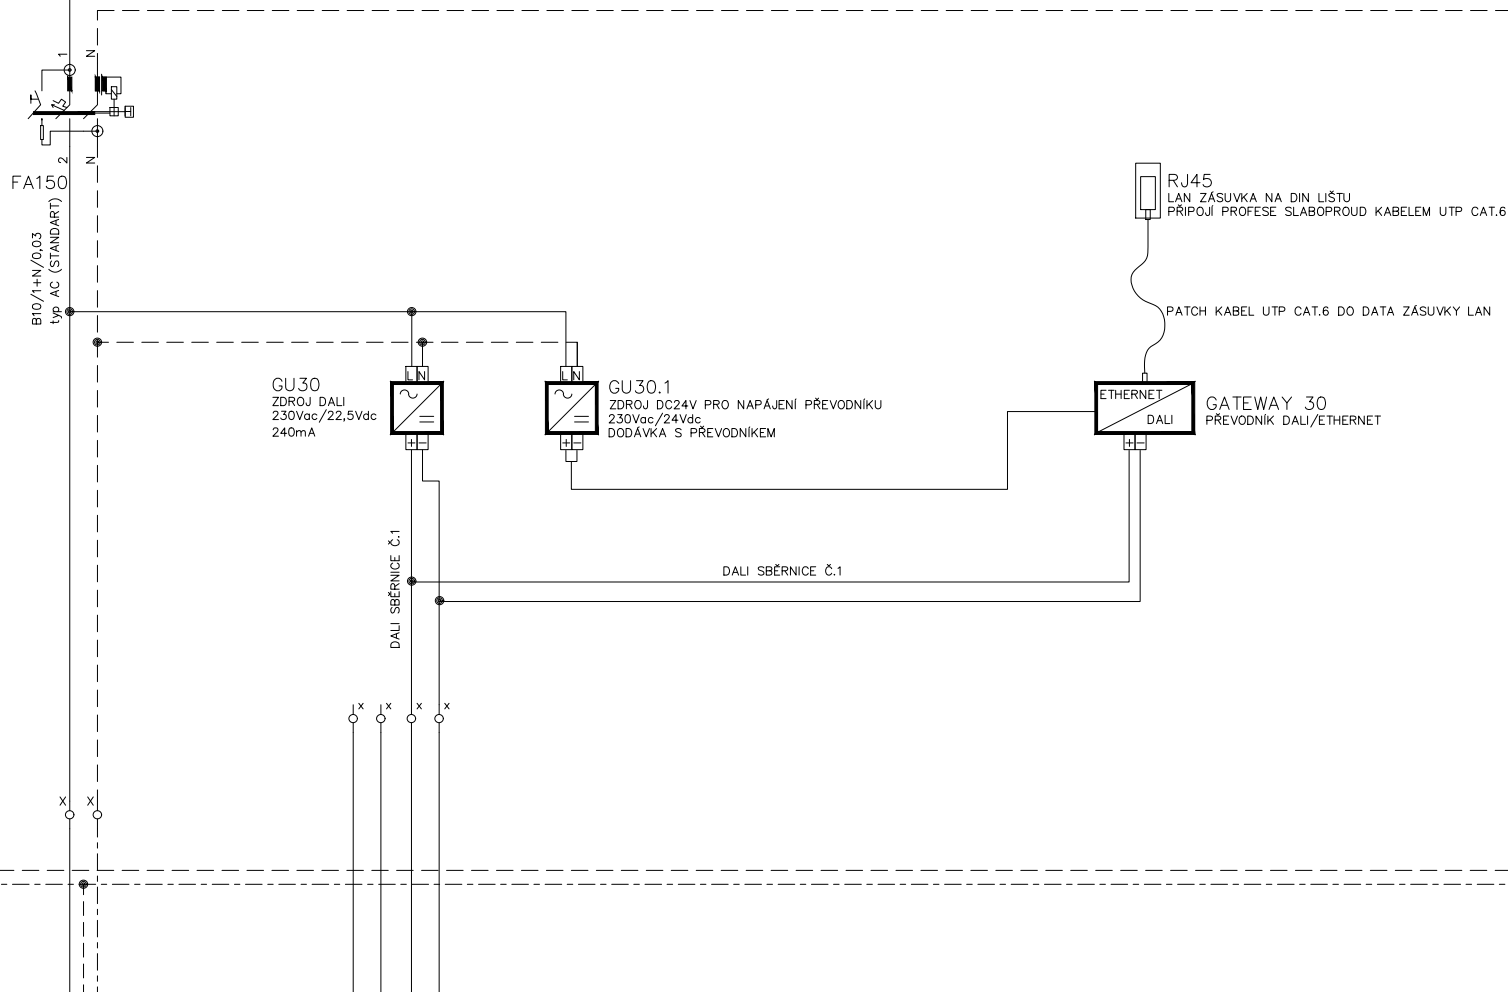 1
N
2
N
FA150
B10/1+N/0,03
typ AC (STANDART)
RJ45
LAN ZÁSUVKA NA DIN LIŠTU
PŘIPOJÍ PROFESE SLABOPROUD KABELEM UTP CAT.6
PATCH KABEL UTP CAT.6 DO DATA ZÁSUVKY LAN
L N
GU30
ZDROJ DALI
230Vac/22,5Vdc
240mA
+ −
L N
GU30.1
ZDROJ DC24V PRO NAPÁJENÍ PŘEVODNÍKU
230Vac/24Vdc
DODÁVKA S PŘEVODNÍKEM
+ −
ETHERNET
DALI
GATEWAY 30
PŘEVODNÍK DALI/ETHERNET
+ −
DALI SBĚRNICE Č.1
DALI SBĚRNICE Č.1
x x x x
X X